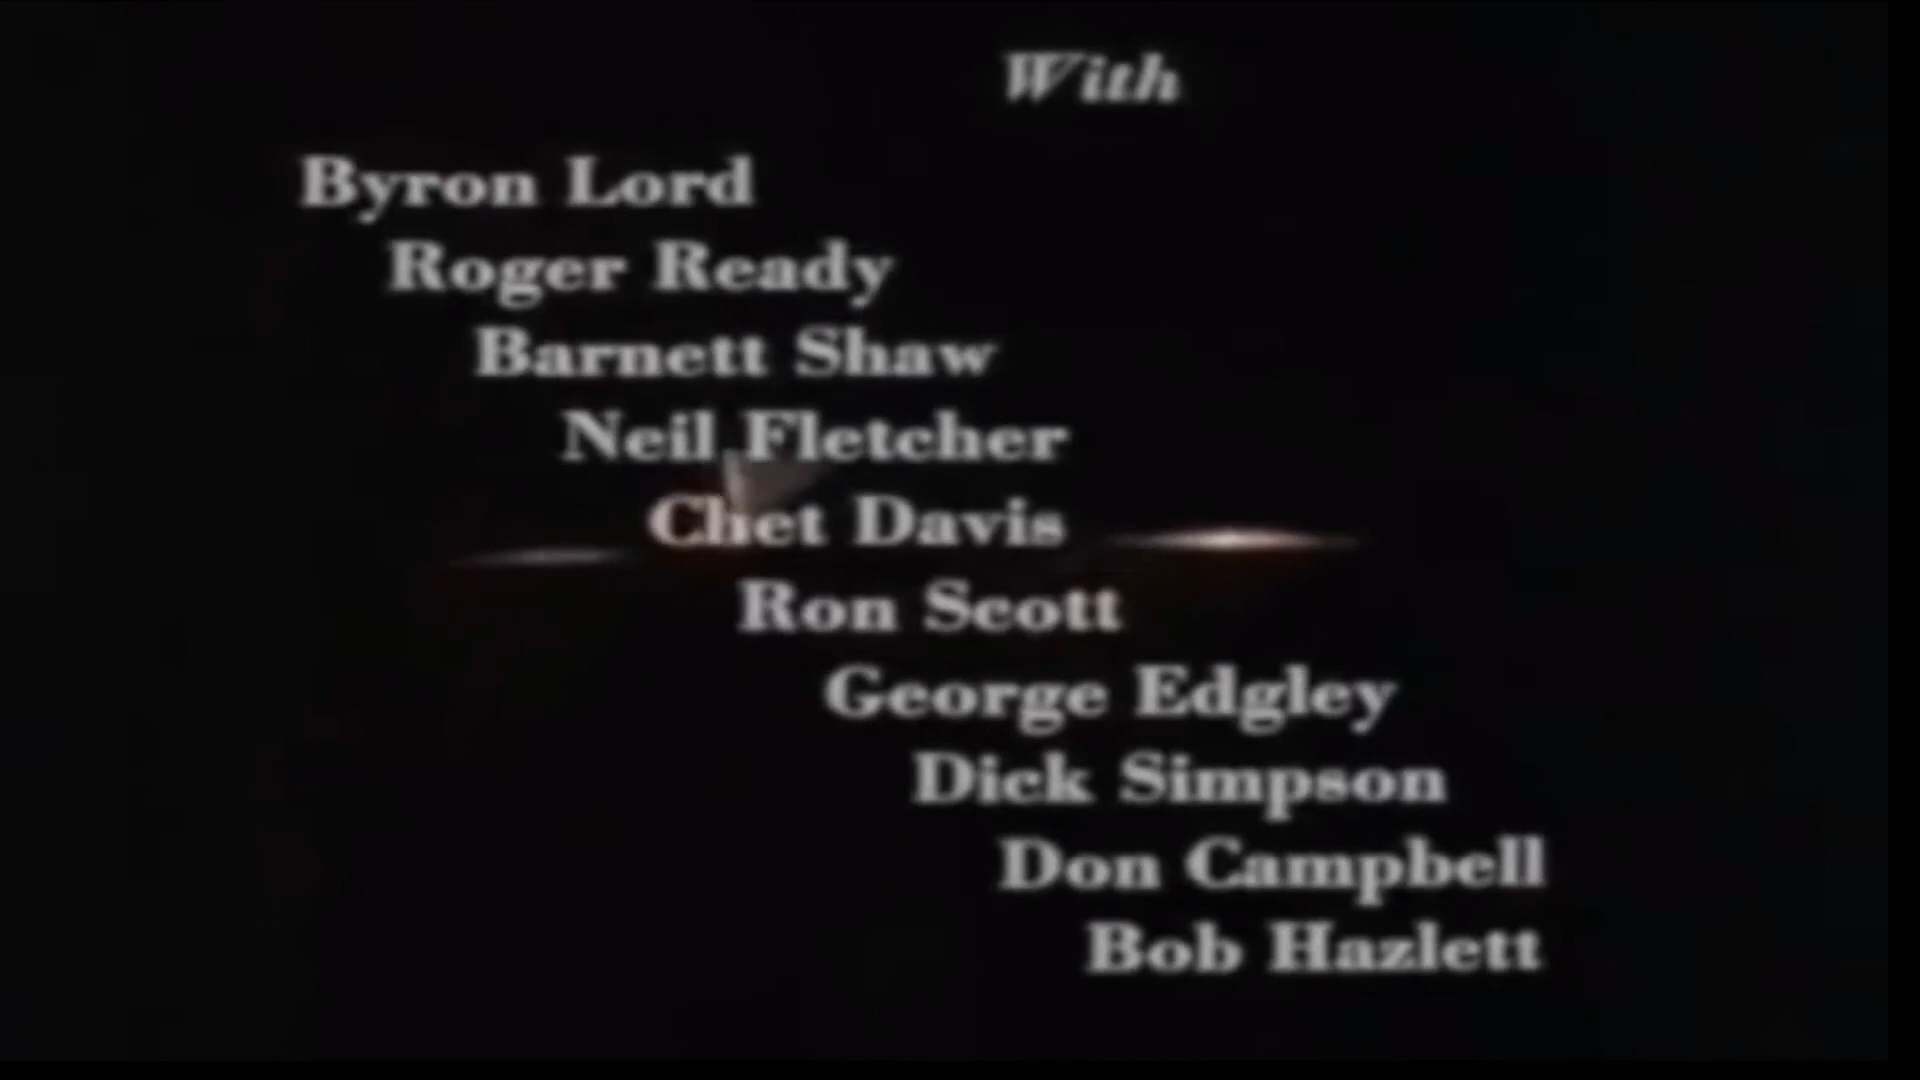 With
Byron Lord
Roger Ready
Barnett Shaw
Neil Fletcher
Chet Davis
Ron Scott
George Edgley
Dick Simpson
Don Campbell
Bob Hazlett